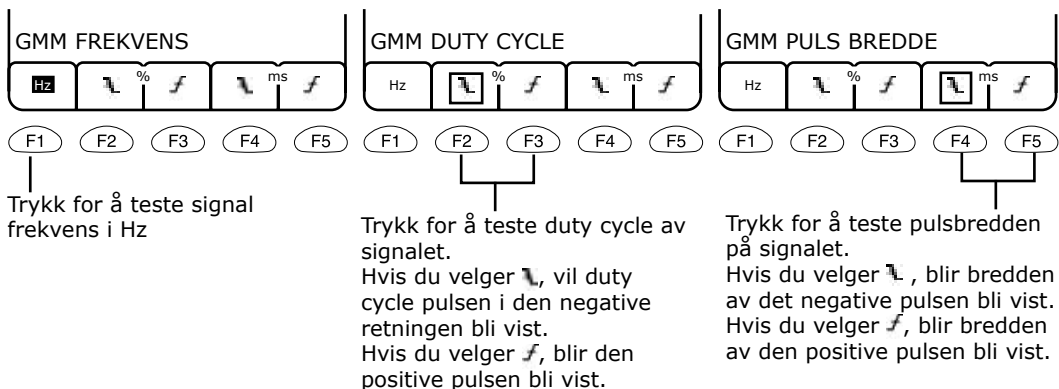 GMM FREKVENS
Hz % ms
F1 F2 F3 F4 F5
Trykk for å teste signal
frekvens i Hz
GMM DUTY CYCLE
Hz % ms
F1 F2 F3 F4 F5
Trykk for å teste duty cycle av
signalet.
Hvis du velger , vil duty
cycle pulsen i den negative
retningen bli vist.
Hvis du velger , blir den
positive pulsen bli vist.
GMM PULS BREDDE
Hz % ms
F1 F2 F3 F4 F5
Trykk for å teste pulsbredden
på signalet.
Hvis du velger , blir bredden
av det negative pulsen bli vist.
Hvis du velger , blir bredden
av den positive pulsen bli vist.